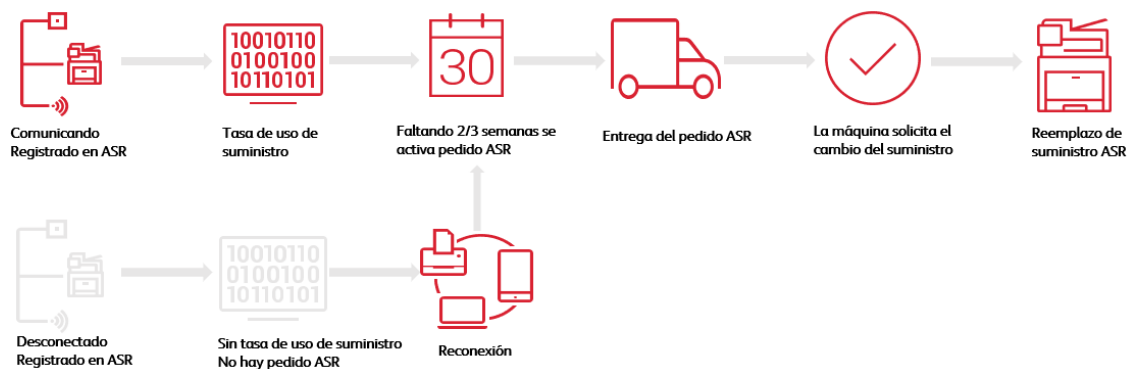 10010110
0100100
10110101
30
Comunicando
Registrado en ASR
Tasa de uso de
suministro
Faltando 2/3 semanas se
activa pedido ASR
Entrega del pedido ASR
La máquina solicita el
cambio del suministro
Reemplazo de
suministro ASR
10010110
0100100
10110101
Desconectado
Registrado en ASR
Sin tasa de uso de suministro
No hay pedido ASR
Reconexión